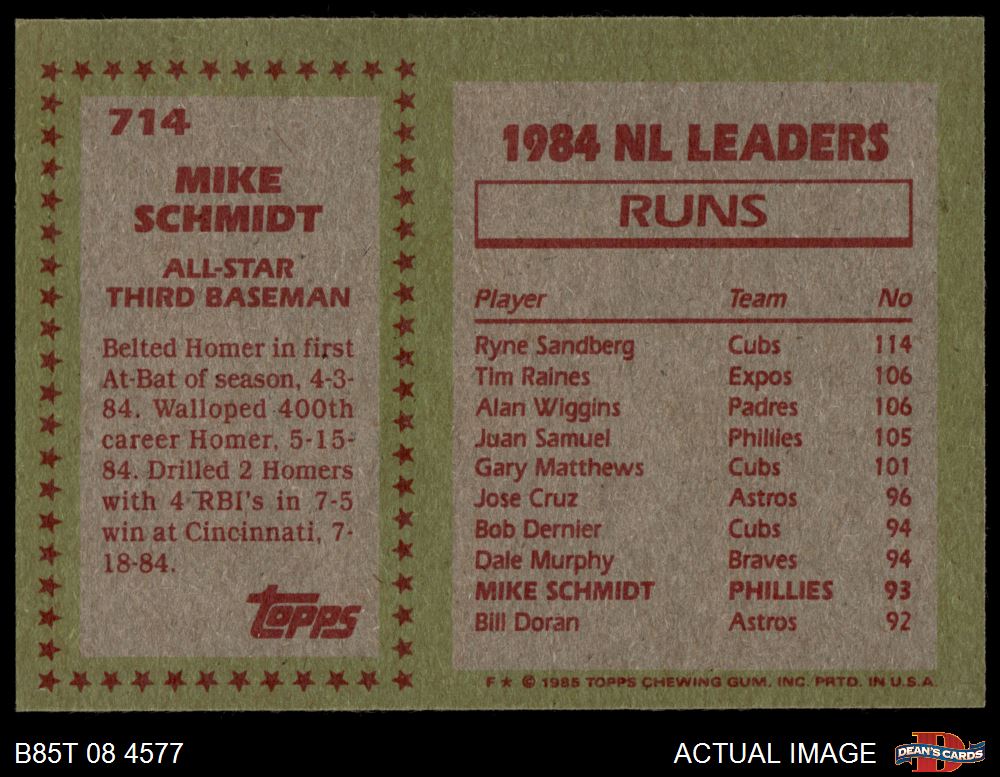 714
MIKE
SCHMIDT
ALL-STAR
THIRD BASEMAN
Belted Homer in first
At-Bat of season, 4-3-
84. Walloped 400th
career Homer, 5-15-
84. Drilled 2 Homers
with 4 RBI's in 7-5
win at Cincinnati, 7-
18-84.
topps
1984 NL LEADERS
RUNS
Player Team No
Ryne Sandberg Cubs 114
Tim Raines Expos 106
Alan Wiggins Padres 106
Juan Samuel Phillies 105
Gary Matthews Cubs 101
Jose Cruz Astros 96
Bob Dernier Cubs 94
Dale Murphy Braves 94
MIKE SCHMIDT PHILLIES 93
Bill Doran Astros 92
F ★ © 1985 TOPPS CHEWING GUM, INC. PRTD. IN U.S.A.
B85T 08 4577
ACTUAL IMAGE
DEAN'S CARDS